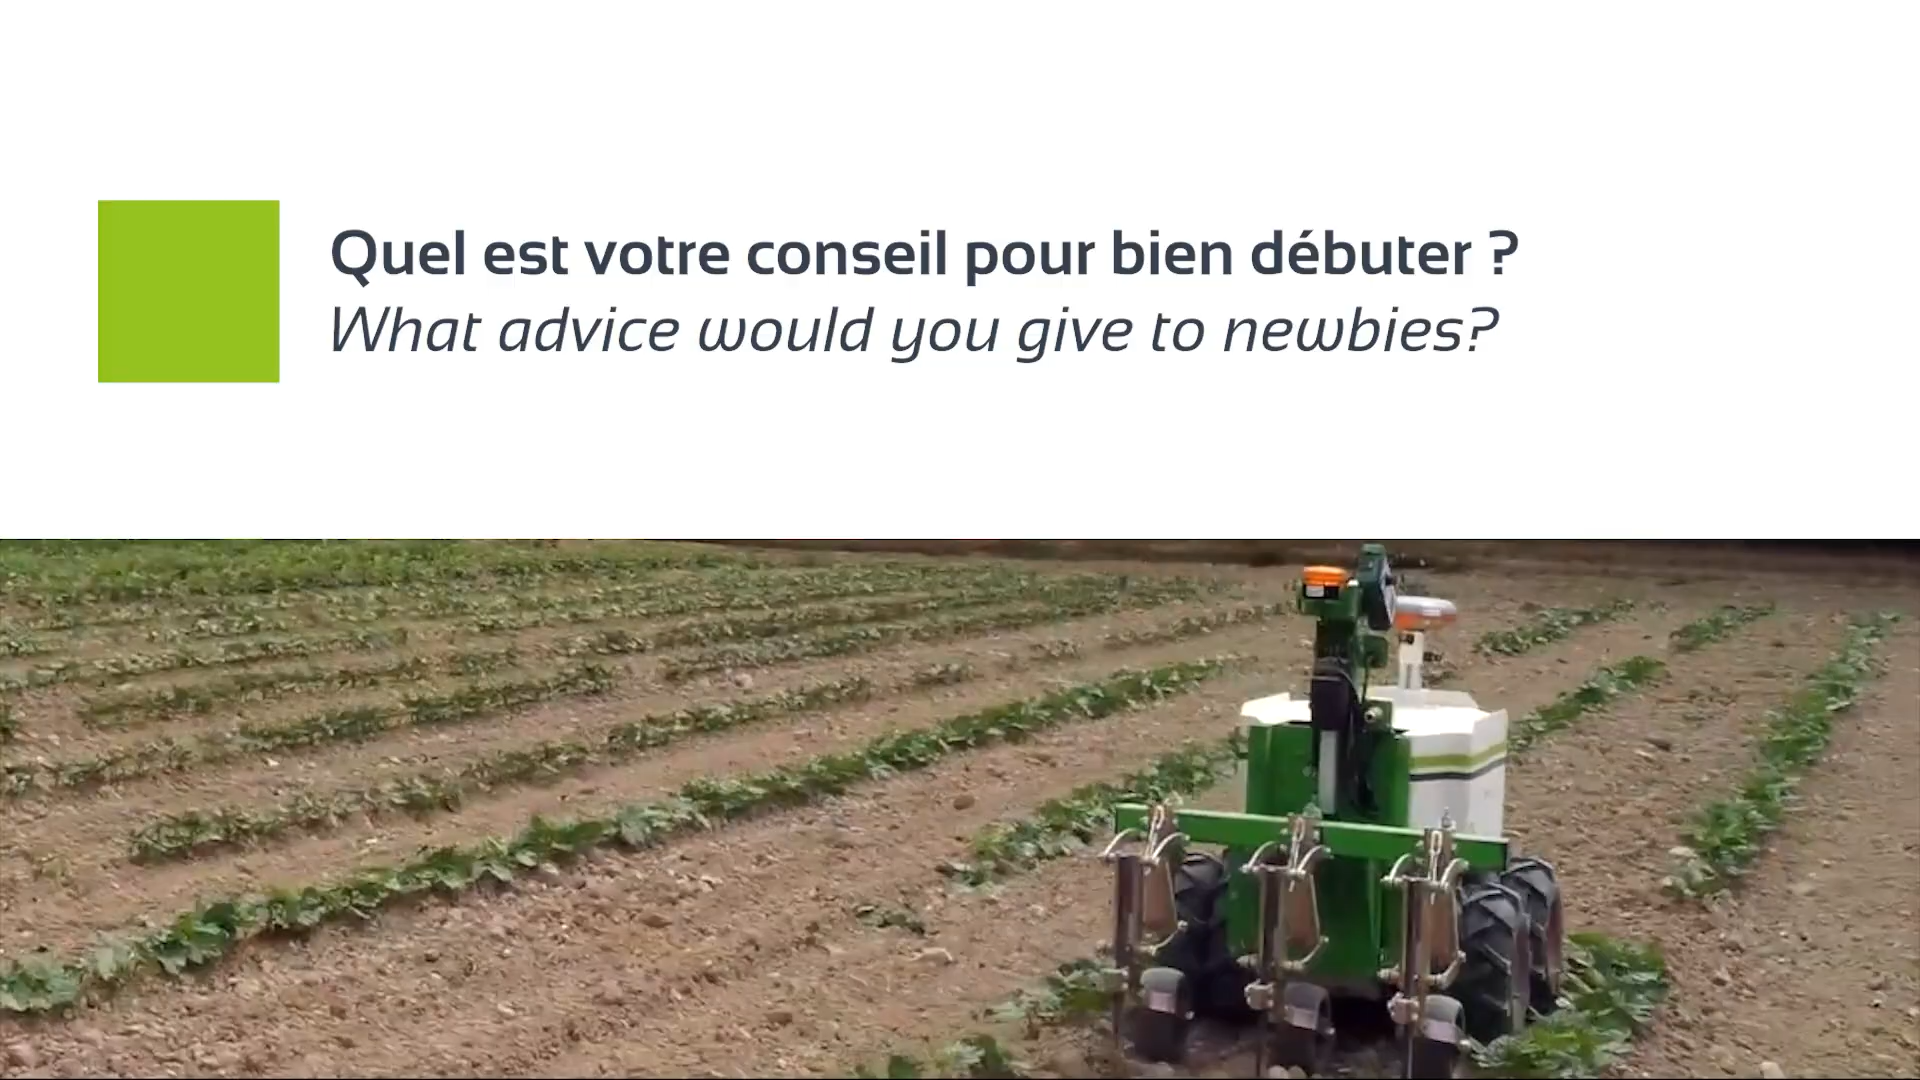 Quel est votre conseil pour bien débuter ?
What advice would you give to newbies?